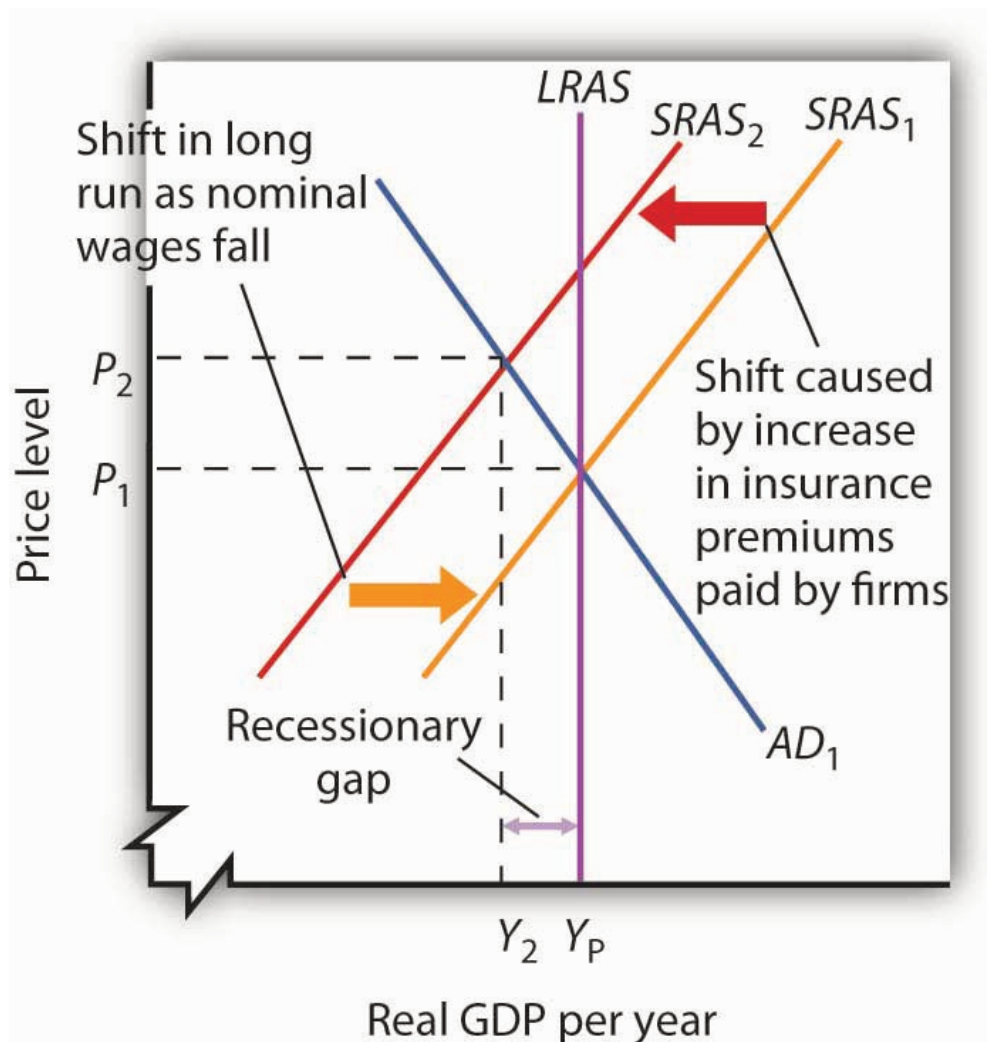 LRAS
SRAS₂
SRAS₁
Shift in long
run as nominal
wages fall
P₂
P₁
Price level
Shift caused
by increase
in insurance
premiums
paid by firms
Recessionary
gap
AD₁
Y₂
Yₚ
Real GDP per year